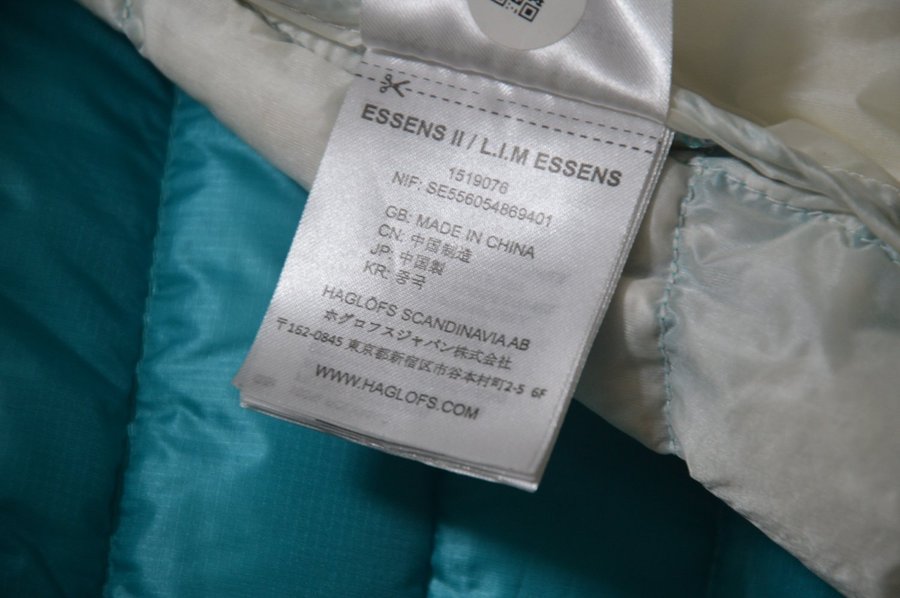 ESSENS II / L.I.M ESSENS
1519076
NIF: SE556054869401
GB: MADE IN CHINA
CN: 中国制造
JP: 中国製
KR: 중국
HAGLÖFS SCANDINAVIA AB
ホグロフスジャパン株式会社
〒162-0845 東京都新宿区市谷本村町2-5 6F
WWW.HAGLOFS.COM